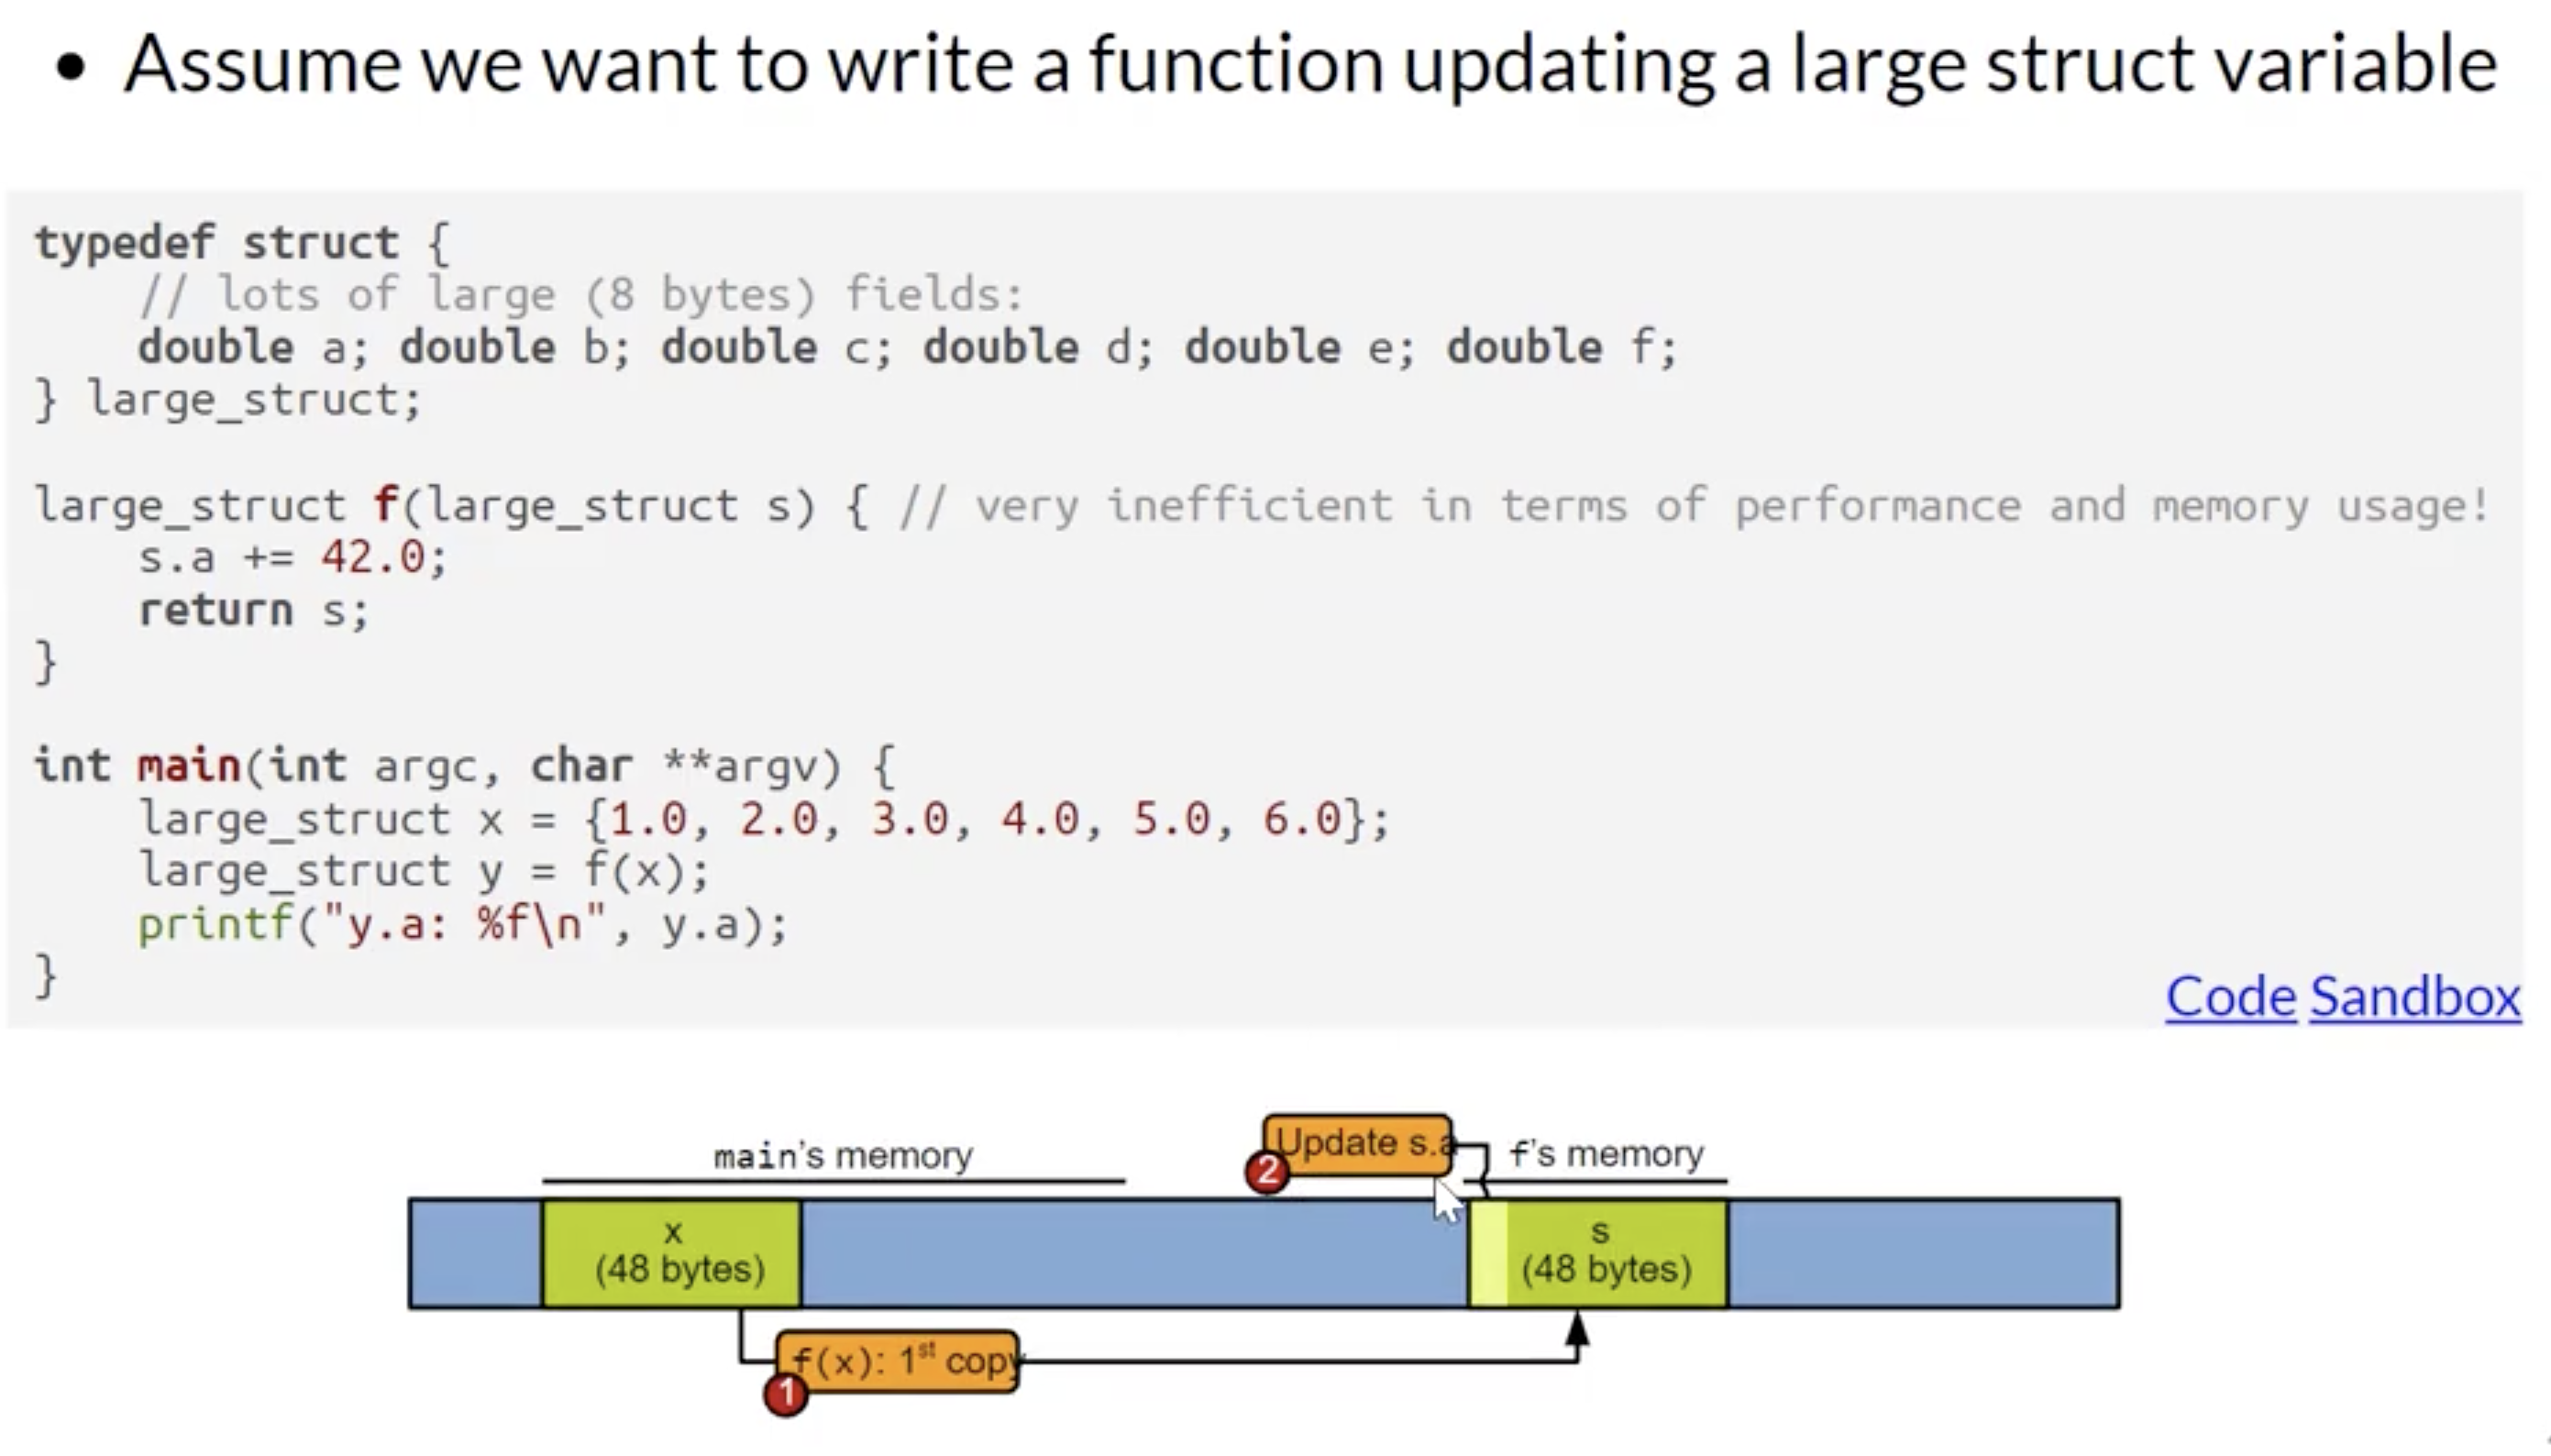 • Assume we want to write a function updating a large struct variable
typedef struct {
    // lots of large (8 bytes) fields:
    double a; double b; double c; double d; double e; double f;
} large_struct;
large_struct f(large_struct s) { // very inefficient in terms of performance and memory usage!
    s.a += 42.0;
    return s;
}
int main(int argc, char **argv) {
    large_struct x = {1.0, 2.0, 3.0, 4.0, 5.0, 6.0};
    large_struct y = f(x);
    printf("y.a: %f\n", y.a);
}
Code Sandbox
main's memory
2 Update s.a
f's memory
x
(48 bytes)
s
(48 bytes)
1 f(x): 1st copy